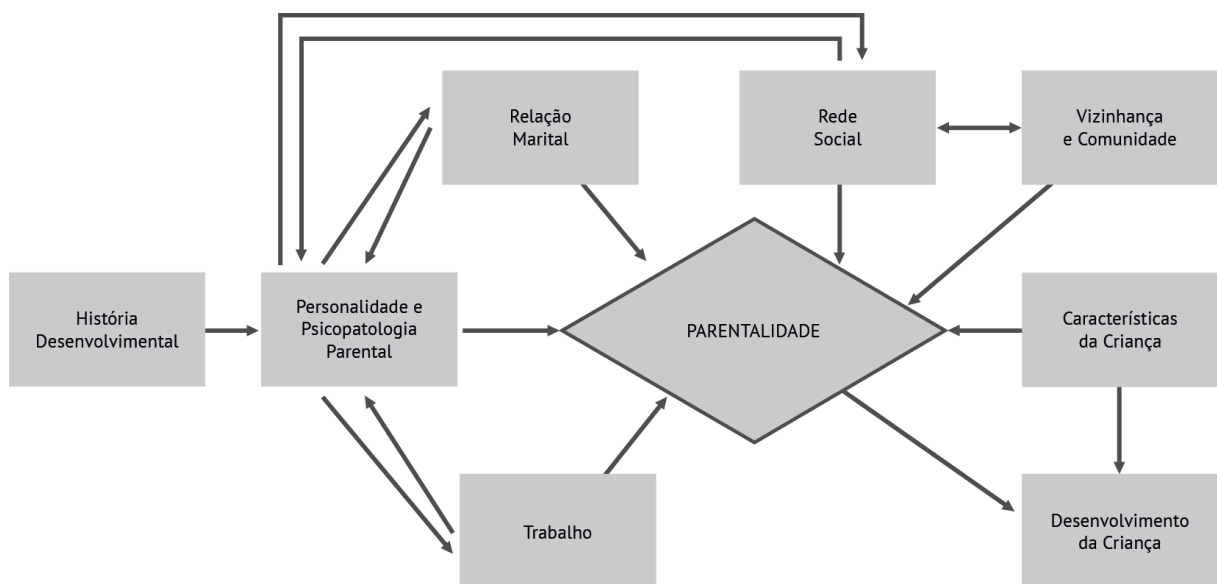 Relação
Marital
Rede
Social
Vizinhança
e Comunidade
História
Desenvolvimental
Personalidade e
Psicopatologia
Parental
PARENTALIDADE
Características
da Criança
Trabalho
Desenvolvimento
da Criança